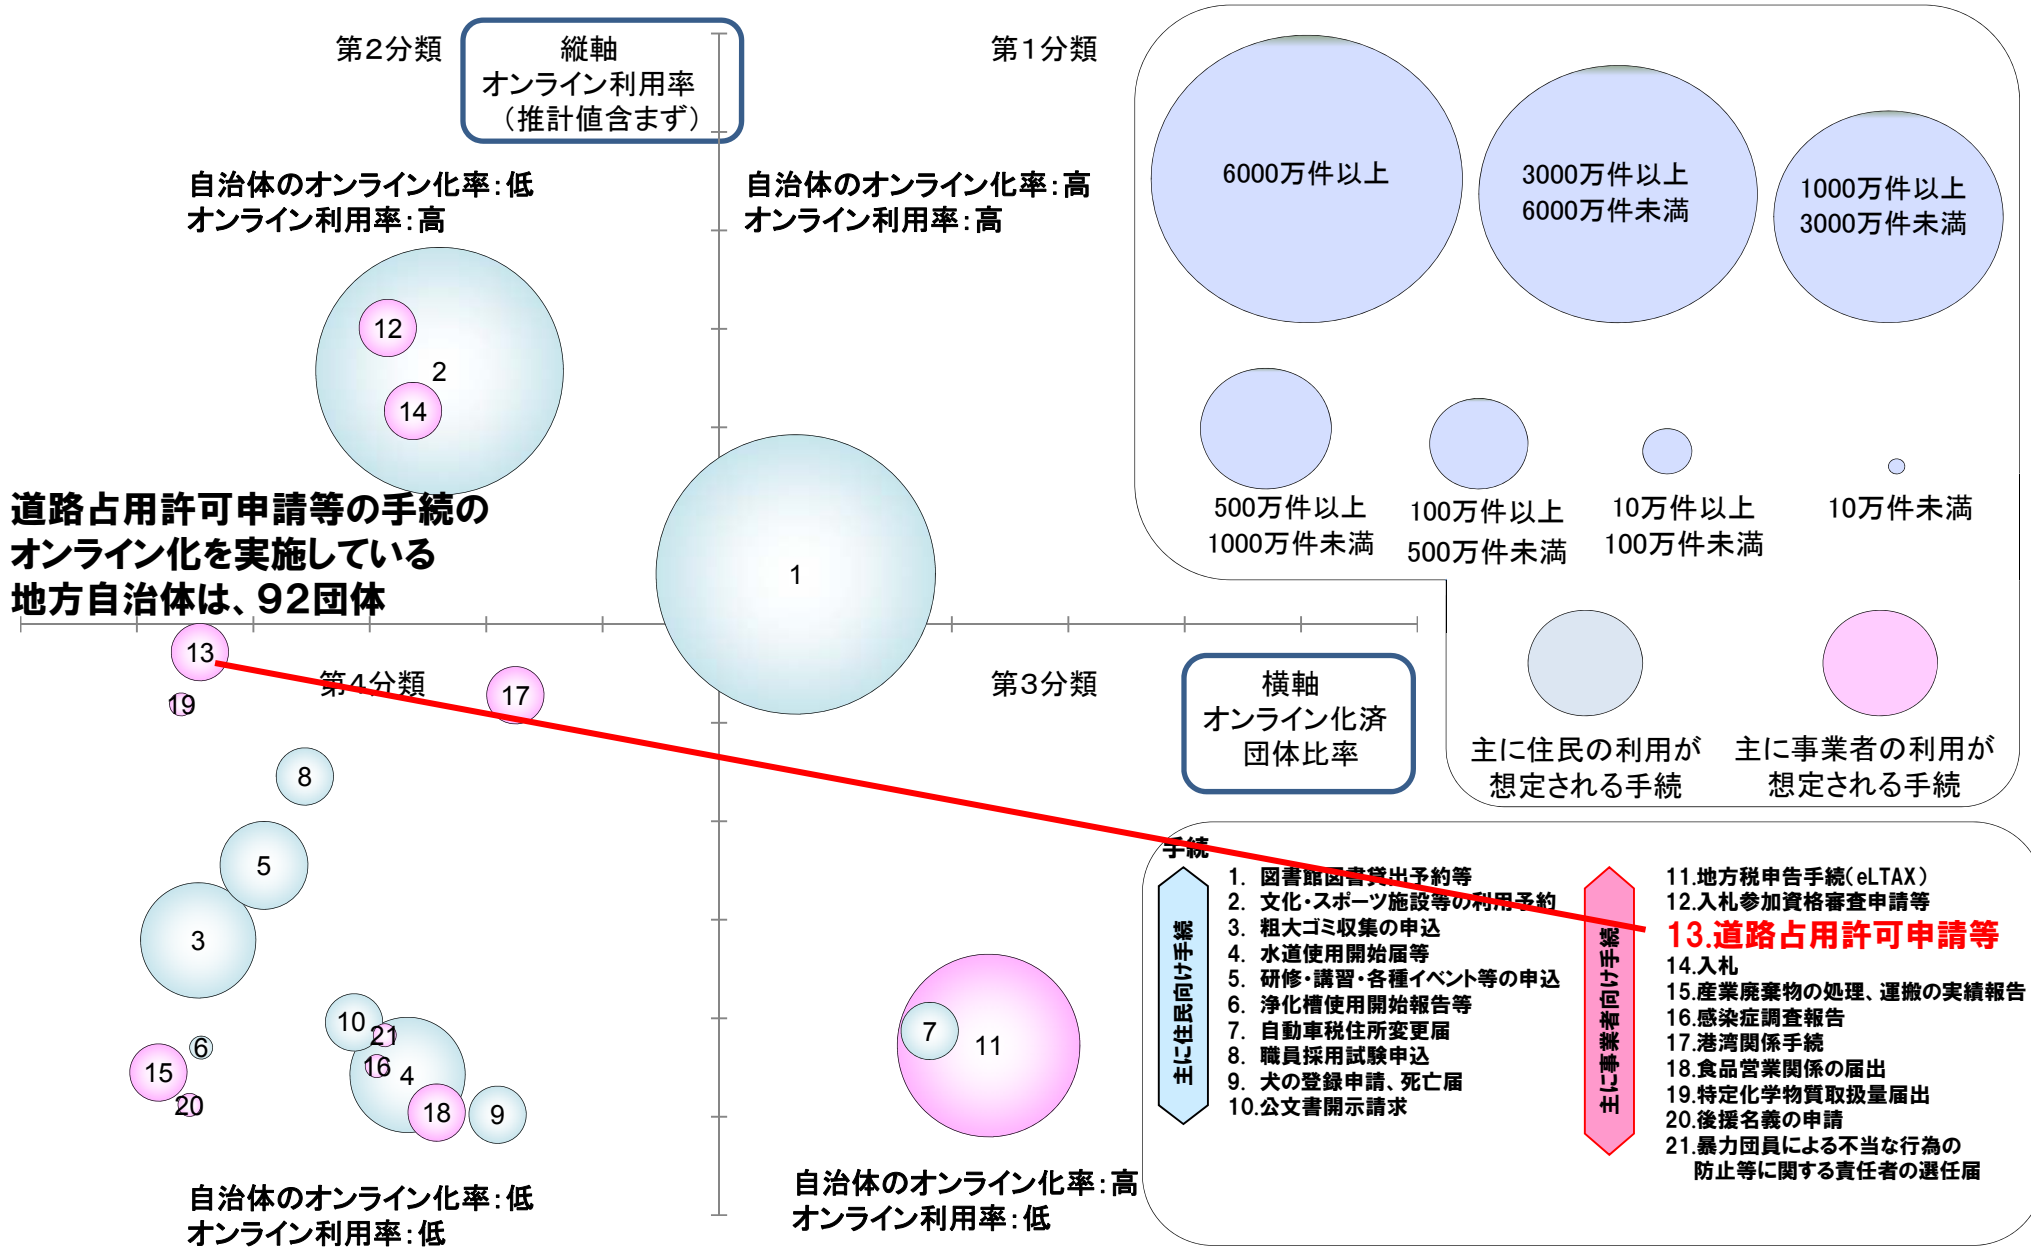 第2分類
縦軸
オンライン利用率
（推計値含まず）
第1分類
自治体のオンライン化率：低
オンライン利用率：高
自治体のオンライン化率：高
オンライン利用率：高
6000万件以上
3000万件以上
6000万件未満
1000万件以上
3000万件未満
500万件以上
1000万件未満
100万件以上
500万件未満
10万件以上
100万件未満
10万件未満
12
2
14
1
道路占用許可申請等の手続の
オンライン化を実施している
地方自治体は、92団体
13
19
第4分類
17
第3分類
横軸
オンライン化済
団体比率
主に住民の利用が
想定される手続
主に事業者の利用が
想定される手続
8
5
3
10
21
6
16
4
15
20
18
9
7
11
自治体のオンライン化率：低
オンライン利用率：低
自治体のオンライン化率：高
オンライン利用率：低
手続
主に住民向け手続
1. 図書館図書貸出予約等
2. 文化・スポーツ施設等の利用予約
3. 粗大ゴミ収集の申込
4. 水道使用開始届等
5. 研修・講習・各種イベント等の申込
6. 浄化槽使用開始報告等
7. 自動車税住所変更届
8. 職員採用試験申込
9. 犬の登録申請、死亡届
10.公文書開示請求
主に事業者向け手続
11.地方税申告手続（eLTAX）
12.入札参加資格審査申請等
13.道路占用許可申請等
14.入札
15.産業廃棄物の処理、運搬の実績報告
16.感染症調査報告
17.港湾関係手続
18.食品営業関係の届出
19.特定化学物質取扱量届出
20.後援名義の申請
21.暴力団員による不当な行為の
防止等に関する責任者の選任届